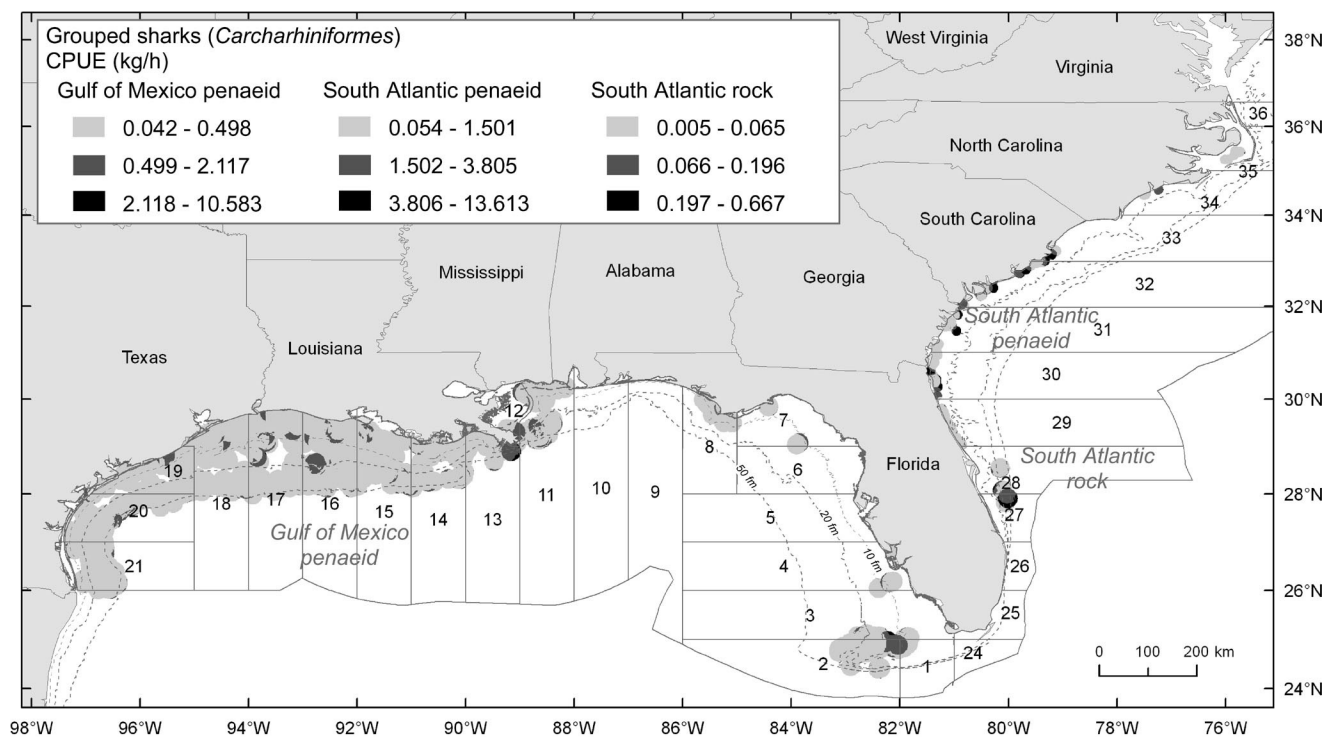 Grouped sharks (Carcharhiniformes)
CPUE (kg/h)
Gulf of Mexico penaeid South Atlantic penaeid South Atlantic rock
0.042 - 0.498 0.054 - 1.501 0.005 - 0.065
0.499 - 2.117 1.502 - 3.805 0.066 - 0.196
2.118 - 10.583 3.806 - 13.613 0.197 - 0.667
West Virginia
Virginia
North Carolina
South Carolina
Mississippi
Alabama
Georgia
Texas
Louisiana
Florida
South Atlantic
penaeid
South Atlantic
rock
Gulf of Mexico
penaeid
36
35
34
33
32
31
30
29
28
27
26
25
24
1
2
3
4
5
6
7
8
9
10
11
12
13
14
15
16
17
18
19
20
21
50 fm
20 fm
10 fm
0 100 200 km
38°N
36°N
34°N
32°N
30°N
28°N
26°N
24°N
98°W 96°W 94°W 92°W 90°W 88°W 86°W 84°W 82°W 80°W 78°W 76°W